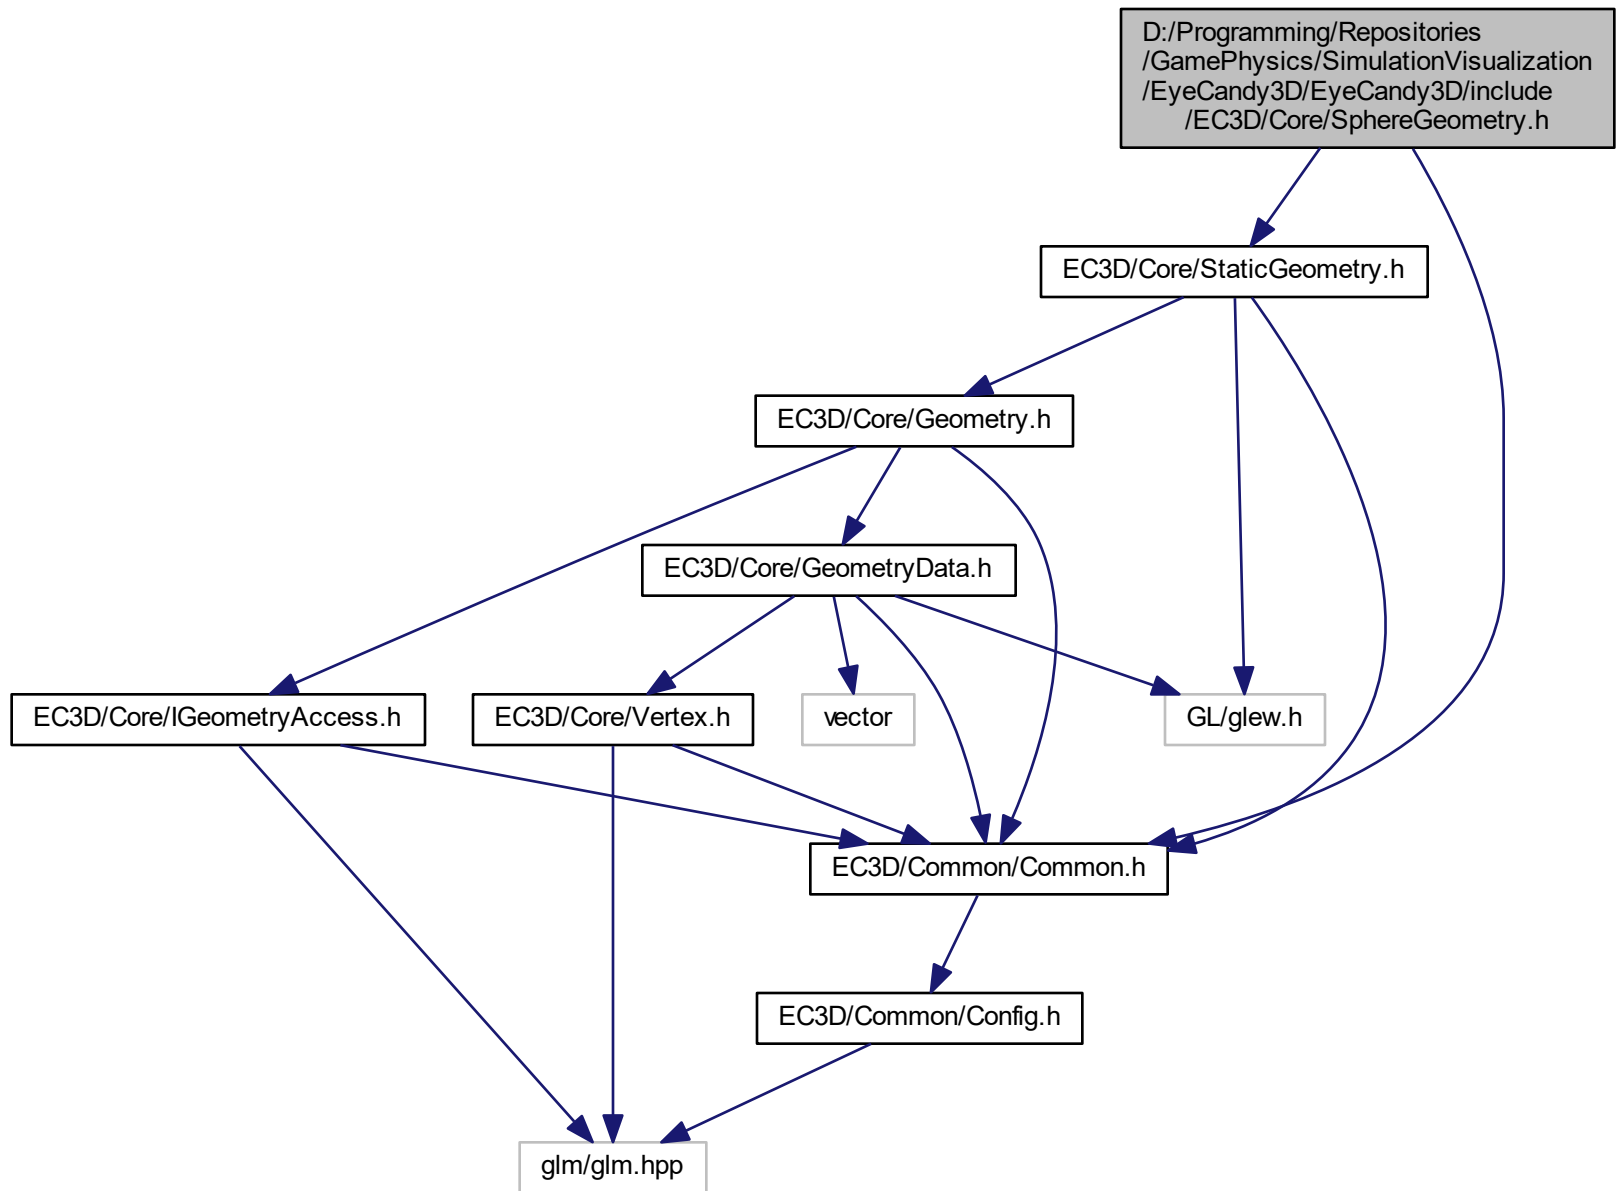 D:/Programming/Repositories
/GamePhysics/SimulationVisualization
/EyeCandy3D/EyeCandy3D/include
/EC3D/Core/SphereGeometry.h
EC3D/Core/StaticGeometry.h
EC3D/Core/Geometry.h
EC3D/Core/GeometryData.h
EC3D/Core/IGeometryAccess.h
EC3D/Core/Vertex.h
vector
GL/glew.h
EC3D/Common/Common.h
EC3D/Common/Config.h
glm/glm.hpp